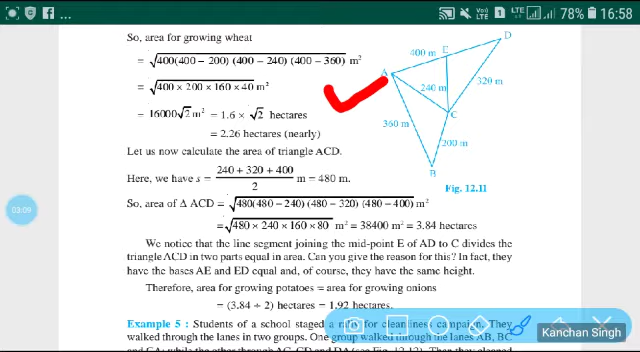 Vo)) LTE 1 LTE 78% 16:58
So, area for growing wheat
= √400(400 – 200) (400 – 240) (400 – 360) m²
= √400 × 200 × 160 × 40 m²
= 16000√2 m² = 1.6 × √2 hectares
= 2.26 hectares (nearly)
Let us now calculate the area of triangle ACD.
Here, we have s = (240 + 320 + 400)/2 m = 480 m.
So, area of Δ ACD = √480(480 – 240) (480 – 320) (480 – 400) m²
= √480 × 240 × 160 × 80 m² = 38400 m² = 3.84 hectares
D
E
400 m
A
240 m
320 m
C
360 m
200 m
B
Fig. 12.11
03:09
We notice that the line segment joining the mid-point E of AD to C divides the
triangle ACD in two parts equal in area. Can you give the reason for this? In fact, they
have the bases AE and ED equal and, of course, they have the same height.
Therefore, area for growing potatoes = area for growing onions
= (3.84 ÷ 2) hectares = 1.92 hectares.
Example 5 : Students of a school staged a rally for cleanliness campaign. They
walked through the lanes in two groups. One group walked through the lanes AB, BC
Kanchan Singh